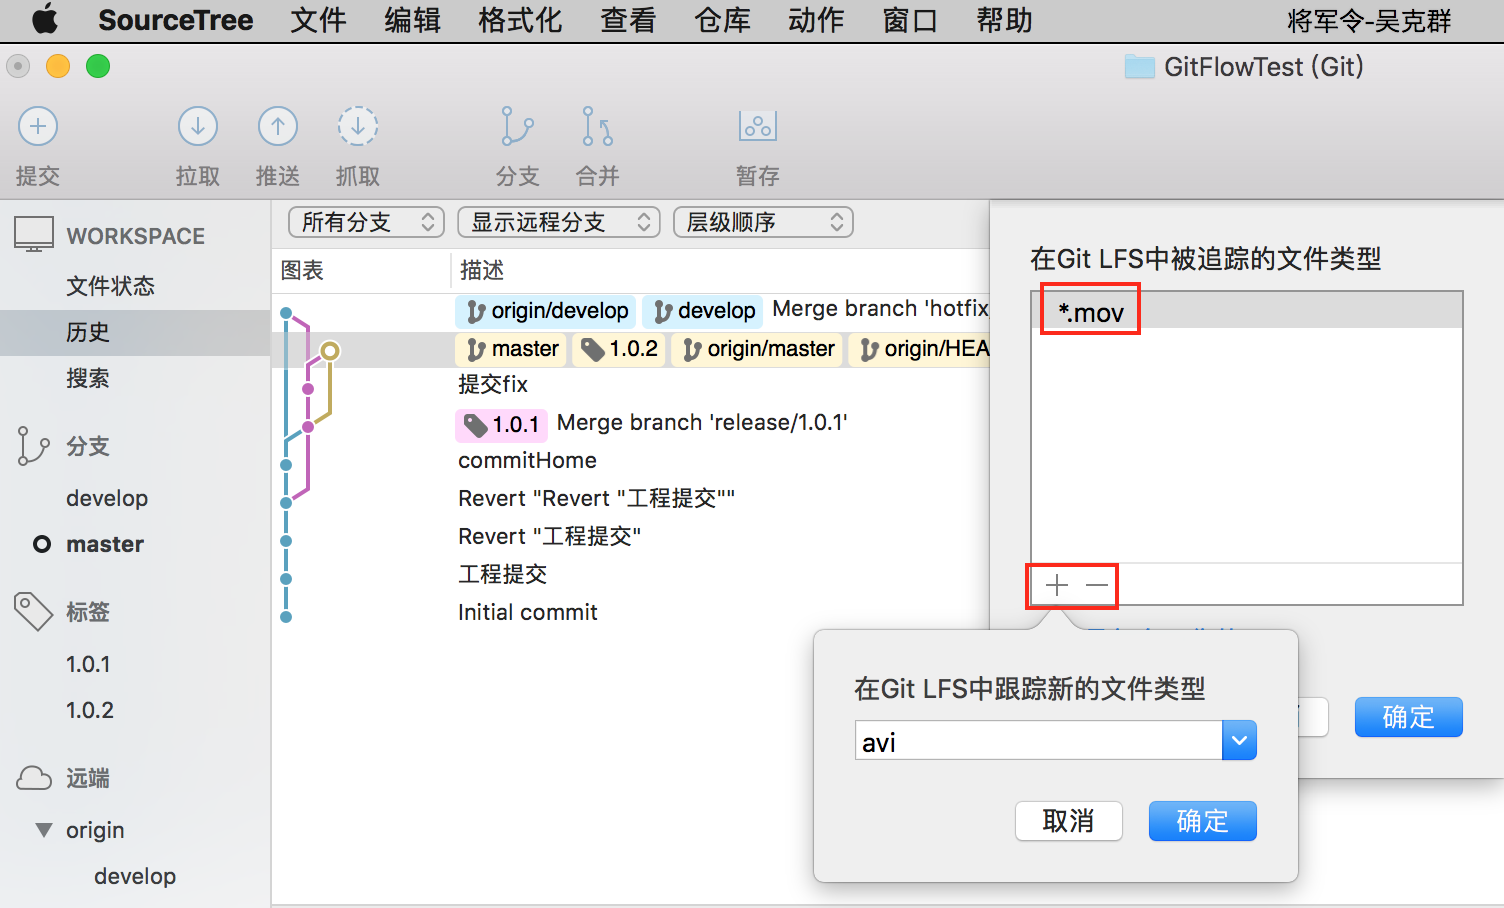 SourceTree 文件 编辑 格式化 查看 仓库 动作 窗口 帮助 将军令-吴克群
GitFlowTest (Git)
提交 拉取 推送 抓取 分支 合并 暂存
WORKSPACE
文件状态
历史
搜索
分支
develop
master
标签
1.0.1
1.0.2
远端
origin
develop
所有分支 显示远程分支 层级顺序
图表 描述
origin/develop develop Merge branch 'hotfix
master 1.0.2 origin/master origin/HEA
提交fix
1.0.1 Merge branch 'release/1.0.1'
commitHome
Revert "Revert "工程提交""
Revert "工程提交"
工程提交
Initial commit
在Git LFS中被追踪的文件类型
*.mov
确定
在Git LFS中跟踪新的文件类型
avi
取消 确定